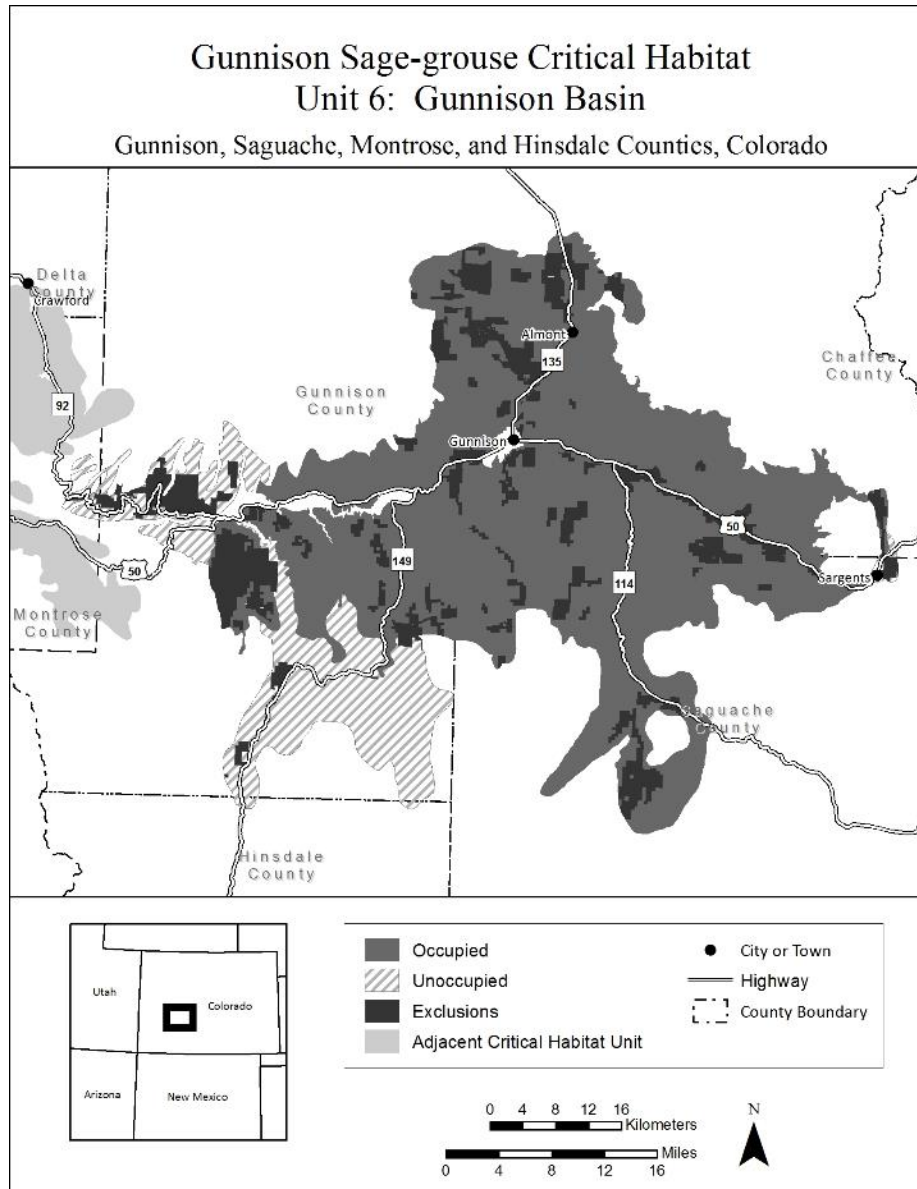 Gunnison Sage-grouse Critical Habitat
Unit 6: Gunnison Basin
Gunnison, Saguache, Montrose, and Hinsdale Counties, Colorado
Delta
County
Crawford
Almont
135
Chaffee
County
Gunnison
County
92
Gunnison
50
149
50
114
Sargents
Montrose
County
Saguache
County
Hinsdale
County
Utah
Colorado
Arizona
New Mexico
Occupied
Unoccupied
Exclusions
Adjacent Critical Habitat Unit
City or Town
Highway
County Boundary
0 4 8 12 16
Kilometers
Miles
0 4 8 12 16
N